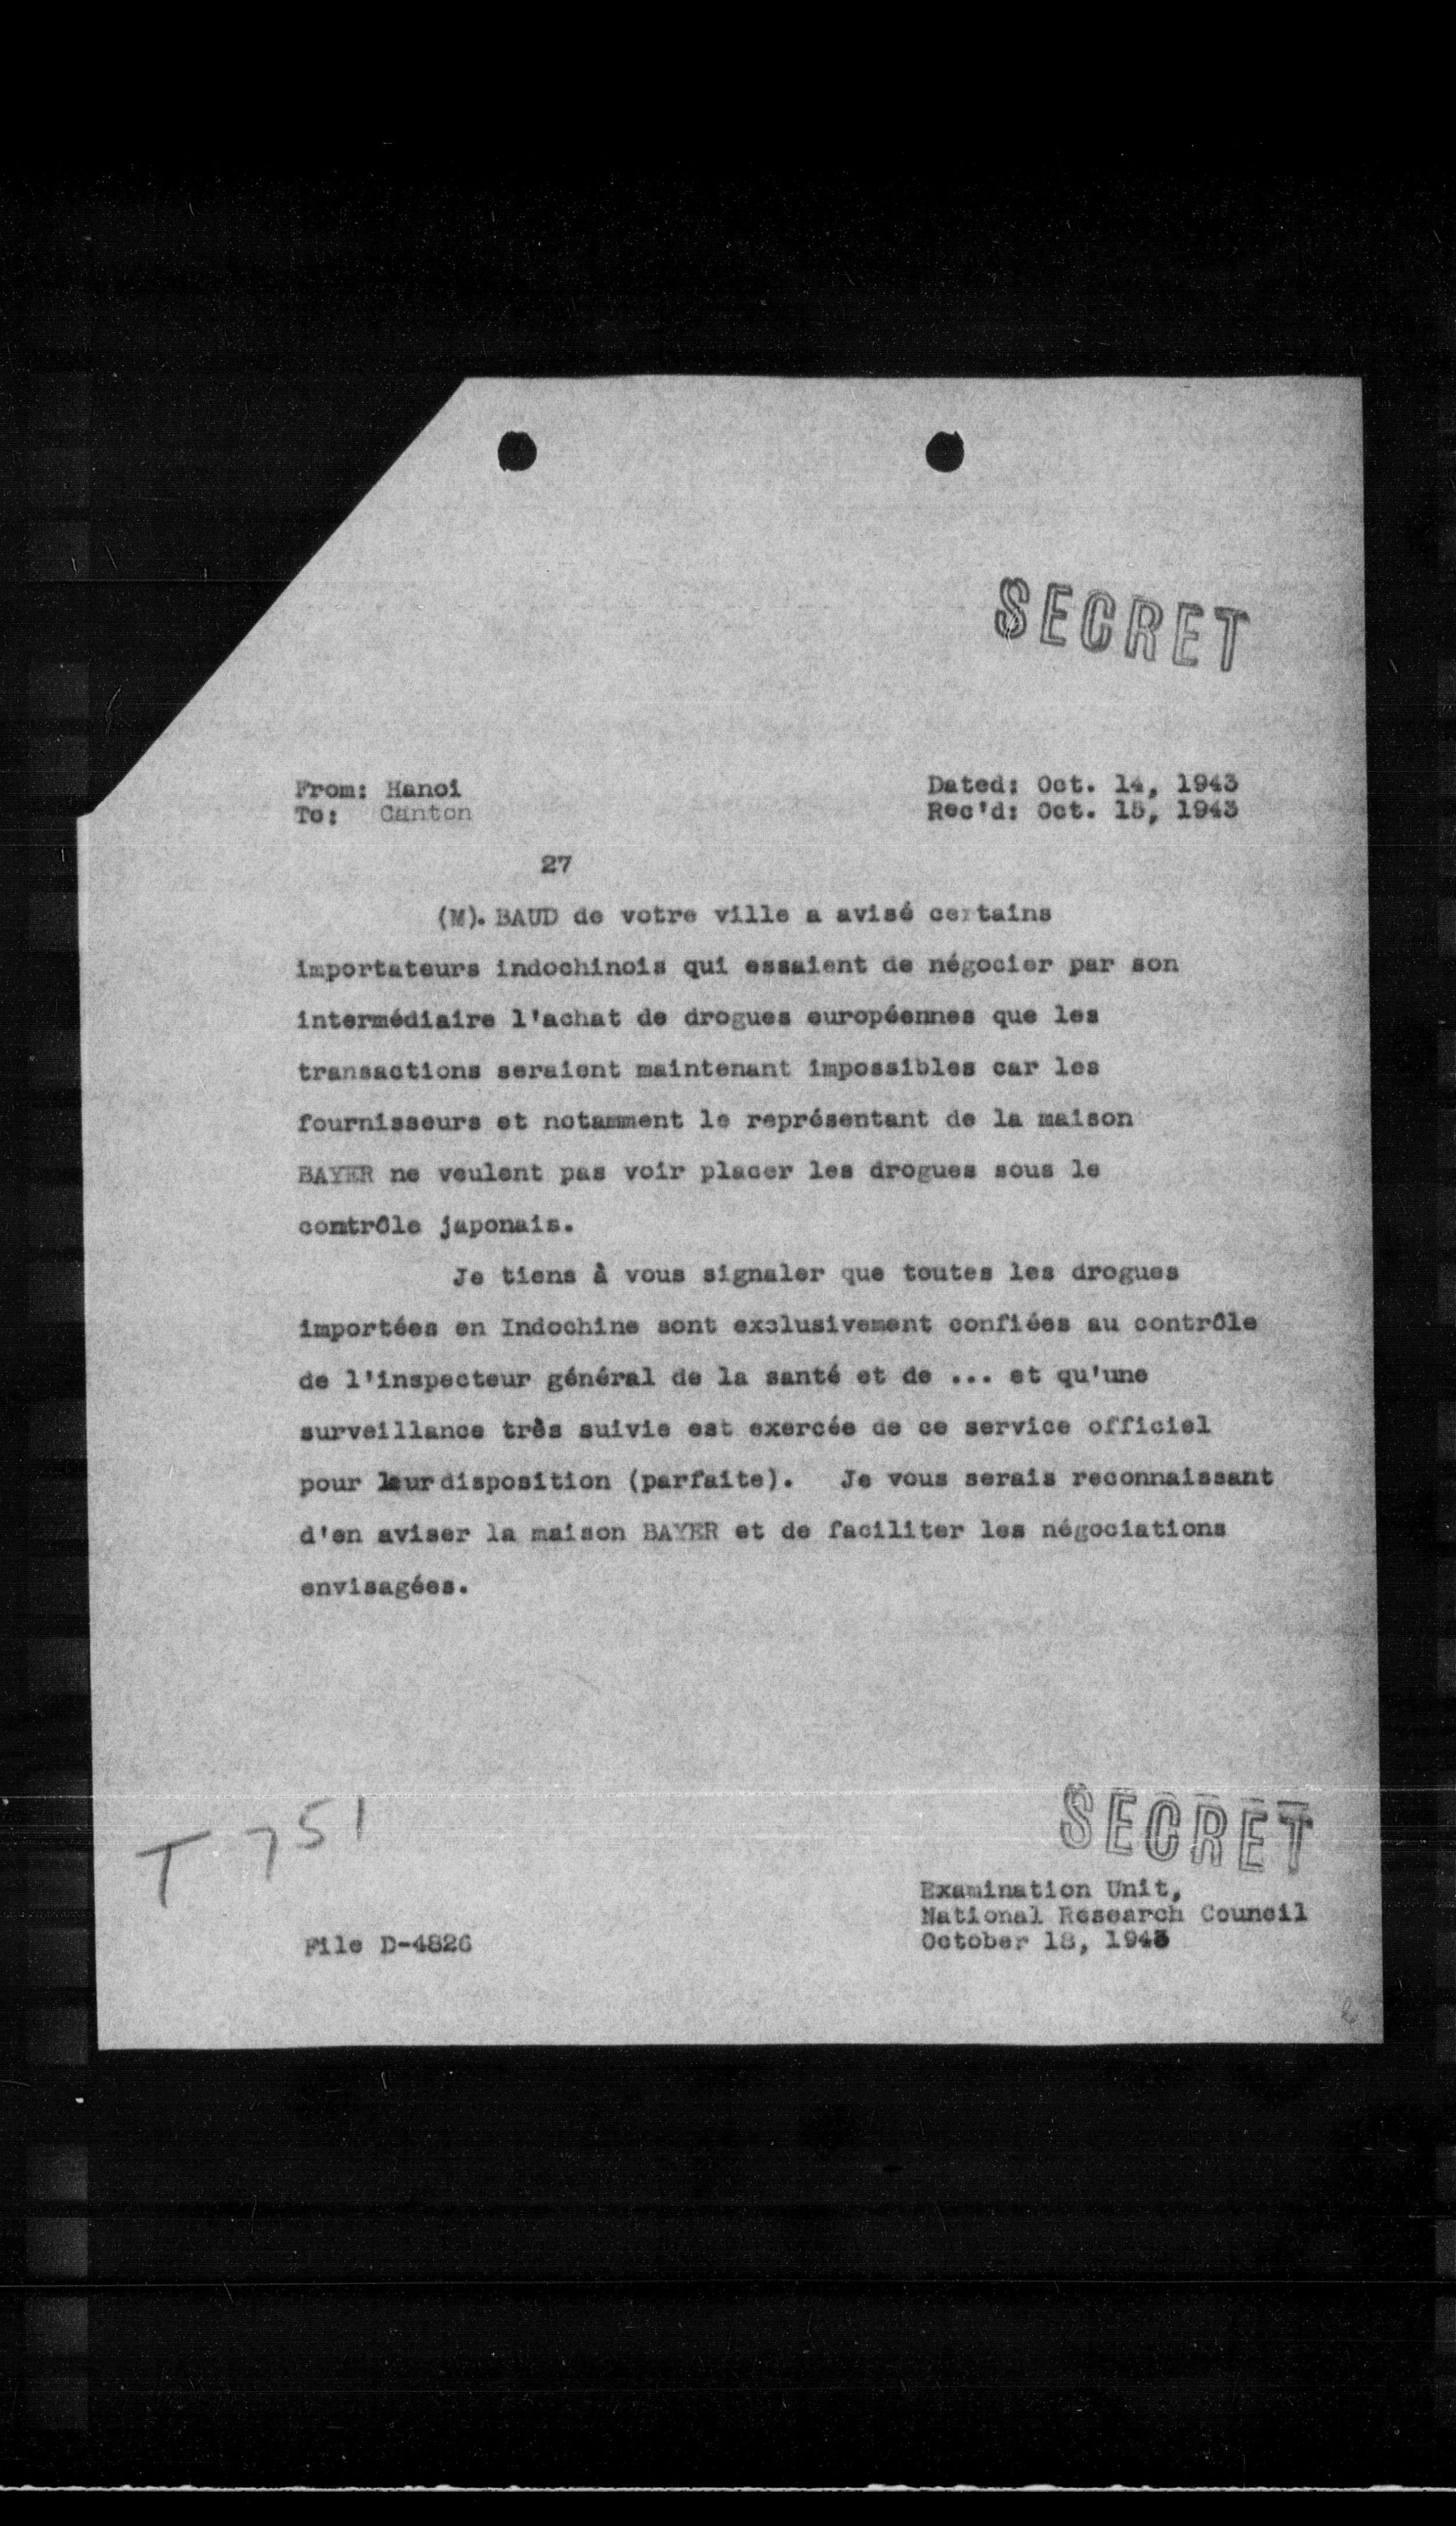 SECRET
From: Hanoi
To: Canton
Dated: Oct. 14, 1943
Rec'd: Oct. 15, 1943
27
(M). BAUD de votre ville a avisé certains
importateurs indochinois qui essaient de négocier par son
intermédiaire l'achat de drogues européennes que les
transactions seraient maintenant impossibles car les
fournisseurs et notamment le représentant de la maison
BAYER ne veulent pas voir placer les drogues sous le
contrôle japonais.
Je tiens à vous signaler que toutes les drogues
importées en Indochine sont exclusivement confiées au contrôle
de l'inspecteur général de la santé et de ... et qu'une
surveillance très suivie est exercée de ce service officiel
pour leur disposition (parfaite). Je vous serais reconnaissant
d'en aviser la maison BAYER et de faciliter les négociations
envisagées.
T 751
SECRET
Examination Unit,
National Research Council
October 18, 1943
File D-4826